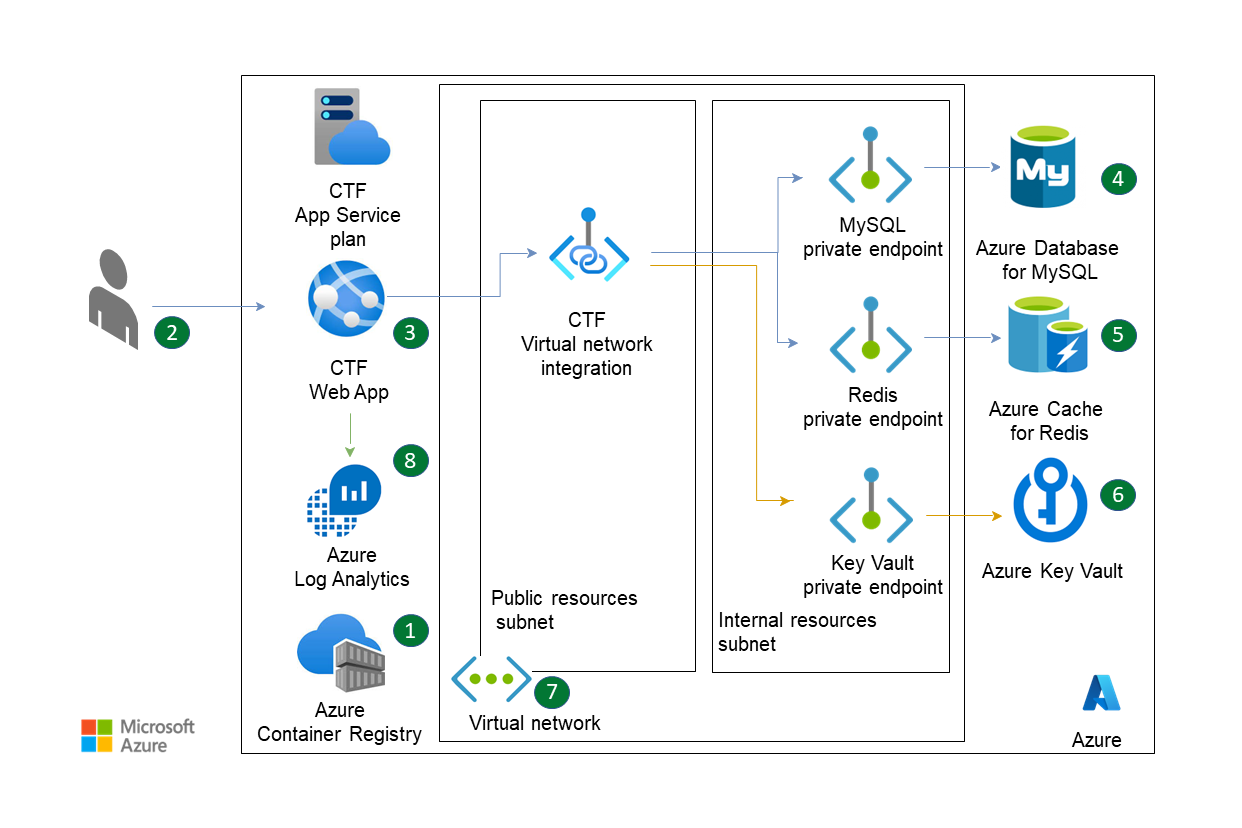 CTF
App Service
plan
2
3
CTF
Web App
8
Azure
Log Analytics
1
Azure
Container Registry
CTF
Virtual network
integration
Public resources
subnet
7
Virtual network
MySQL
private endpoint
Redis
private endpoint
Key Vault
private endpoint
Internal resources
subnet
My
4
Azure Database
for MySQL
5
Azure Cache
for Redis
6
Azure Key Vault
Microsoft
Azure
Azure